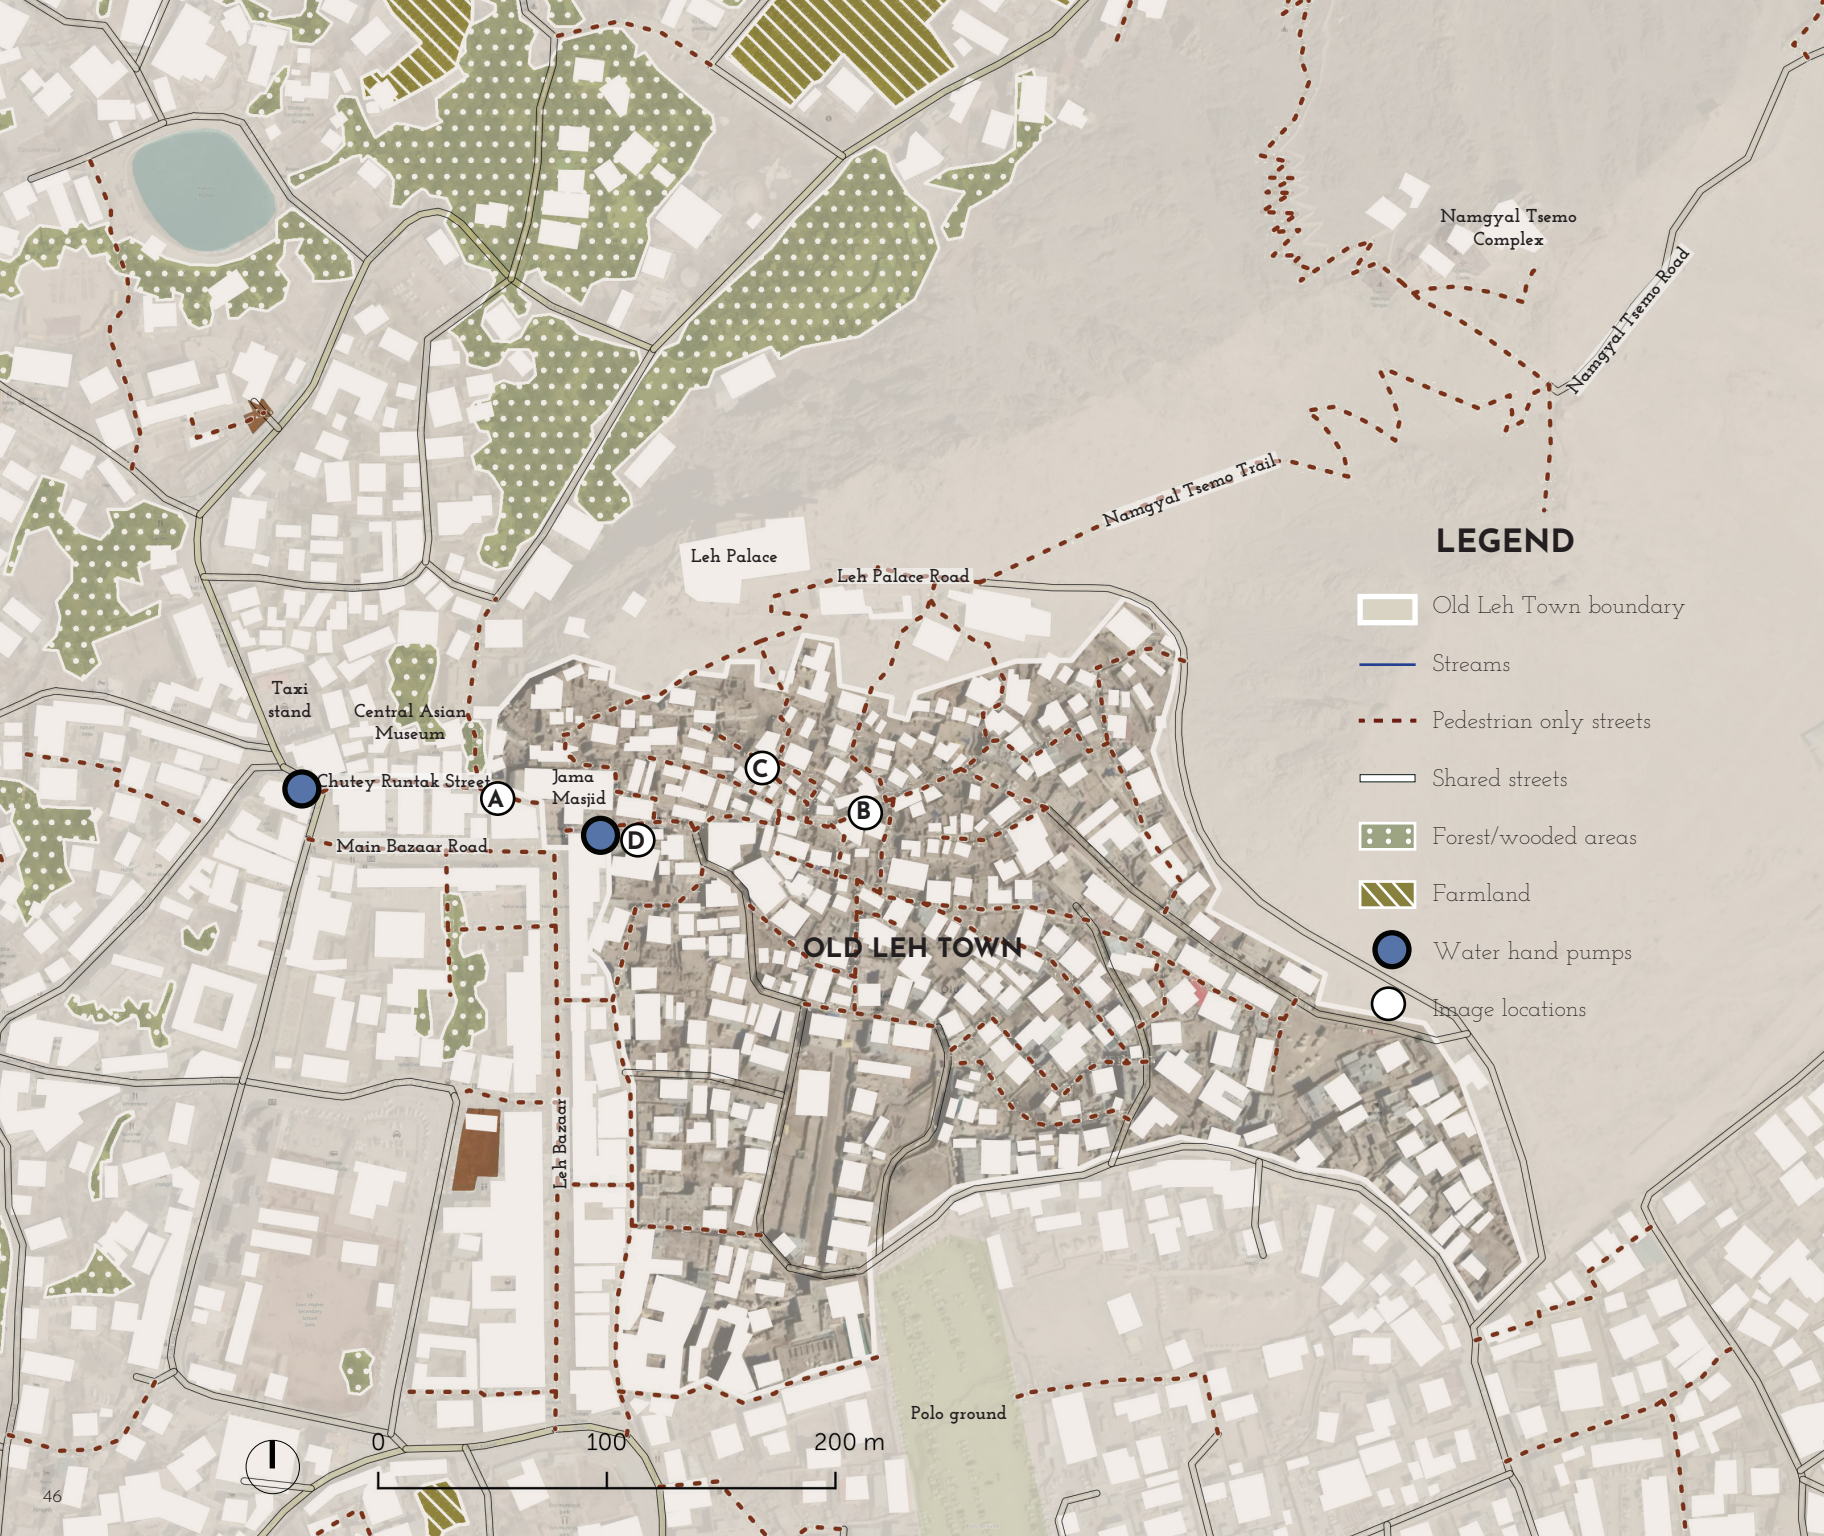 Namgyal Tsemo
Complex
Namgyal Tsemo Road
Namgyal Tsemo Trail
Leh Palace
Leh Palace Road
Taxi
stand
Central Asian
Museum
Chutey Runtak Street
A
Jama
Masjid
C
B
D
Main Bazaar Road
OLD LEH TOWN
Leh Bazaar
Polo ground
LEGEND
Old Leh Town boundary
Streams
Pedestrian only streets
Shared streets
Forest/wooded areas
Farmland
Water hand pumps
Image locations
0 100 200 m
46